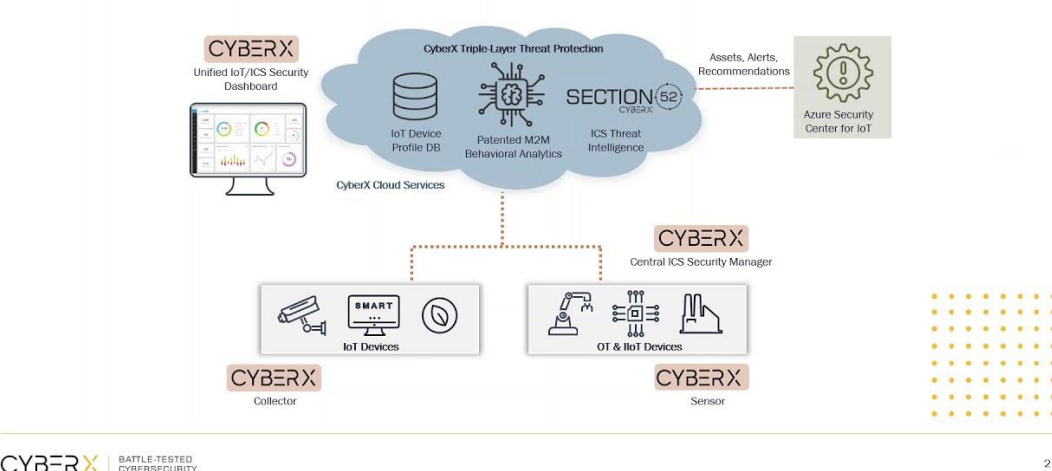 CYBERX
Unified IoT/ICS Security
Dashboard
CyberX Triple-Layer Threat Protection
IoT Device
Profile DB
Patented M2M
Behavioral Analytics
SECTION 52
CYBERX
ICS Threat
Intelligence
CyberX Cloud Services
Assets, Alerts,
Recommendations
Azure Security
Center for IoT
CYBERX
Central ICS Security Manager
SMART
IoT Devices
OT & IIoT Devices
CYBERX
Collector
CYBERX
Sensor
CYBERX
BATTLE-TESTED
CYBERSECURITY
2